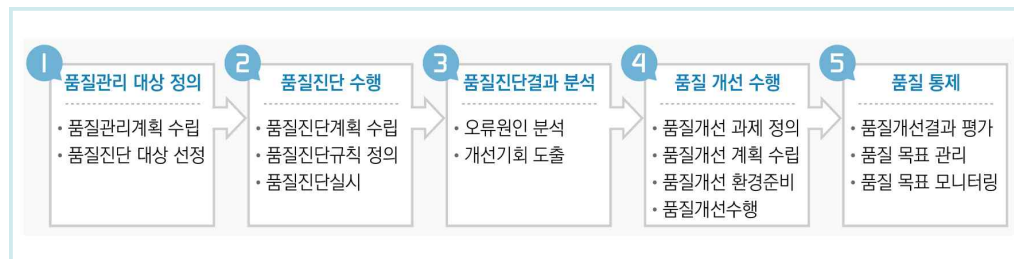 1
품질관리 대상 정의
• 품질관리계획 수립
• 품질진단 대상 선정
2
품질진단 수행
• 품질진단계획 수립
• 품질진단규칙 정의
• 품질진단실시
3
품질진단결과 분석
• 오류원인 분석
• 개선기회 도출
4
품질 개선 수행
• 품질개선 과제 정의
• 품질개선 계획 수립
• 품질개선 환경준비
• 품질개선수행
5
품질 통제
• 품질개선결과 평가
• 품질 목표 관리
• 품질 목표 모니터링